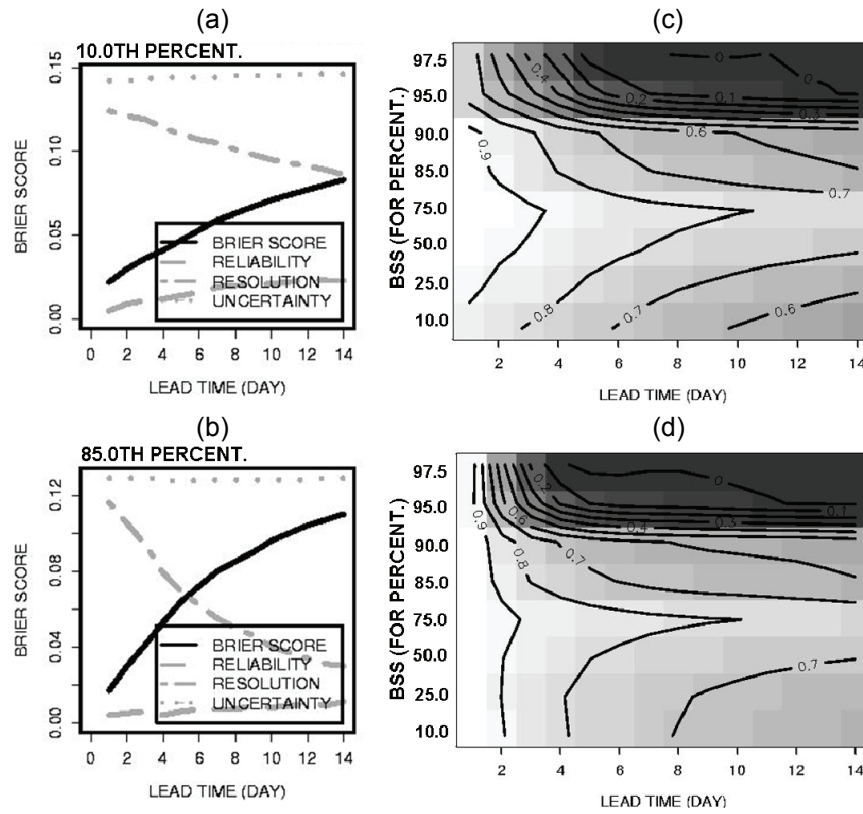 (a)
10.0TH PERCENT.
BRIER SCORE
0.15
0.10
0.05
0.00
BRIER SCORE
RELIABILITY
RESOLUTION
UNCERTAINTY
0 2 4 6 8 10 12 14
LEAD TIME (DAY)
(c)
BSS (FOR PERCENT.)
97.5
95.0
90.0
85.0
75.0
50.0
25.0
10.0
0
0
0.4
0.2
0.1
0.3
0.6
0.9
0.7
0.8
0.7
0.6
2 4 6 8 10 12 14
LEAD TIME (DAY)
(b)
85.0TH PERCENT.
BRIER SCORE
0.12
0.08
0.04
0.00
BRIER SCORE
RELIABILITY
RESOLUTION
UNCERTAINTY
0 2 4 6 8 10 12 14
LEAD TIME (DAY)
(d)
BSS (FOR PERCENT.)
97.5
95.0
90.0
85.0
75.0
50.0
25.0
10.0
0
0.2
0.1
0.6
0.4
0.3
0.9
0.8
0.7
0.7
2 4 6 8 10 12 14
LEAD TIME (DAY)